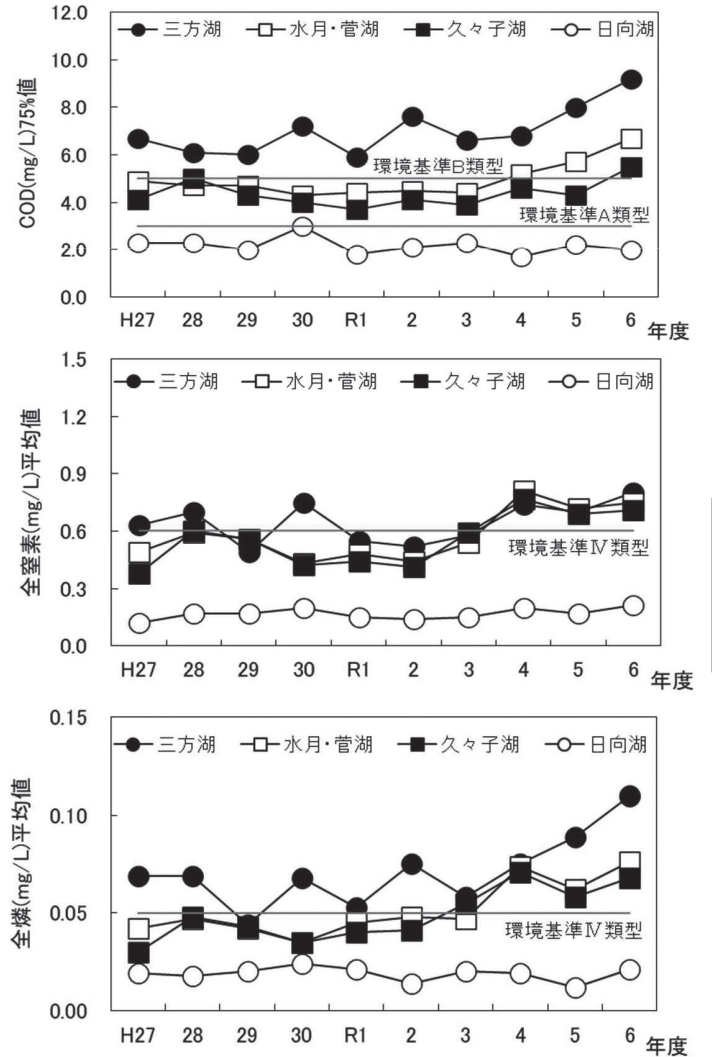 COD(mg/L)75%値
12.0
10.0
8.0
6.0
4.0
2.0
0.0
三方湖 水月・菅湖 久々子湖 日向湖
環境基準B類型
環境基準A類型
H27 28 29 30 R1 2 3 4 5 6 年度
全窒素(mg/L)平均値
1.5
1.2
0.9
0.6
0.3
0.0
三方湖 水月・菅湖 久々子湖 日向湖
環境基準Ⅳ類型
H27 28 29 30 R1 2 3 4 5 6 年度
全燐(mg/L)平均値
0.15
0.10
0.05
0.00
三方湖 水月・菅湖 久々子湖 日向湖
環境基準Ⅳ類型
H27 28 29 30 R1 2 3 4 5 6 年度